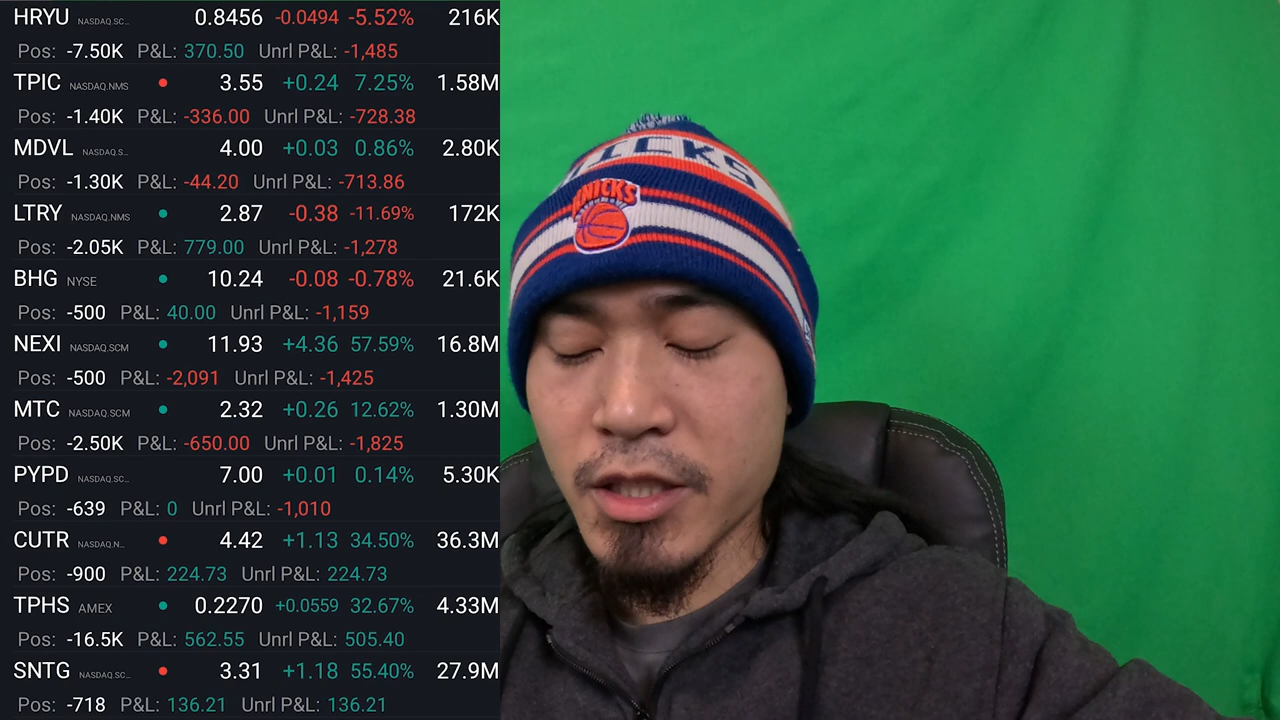 HRYU NASDAQ.SC... 0.8456 -0.0494 -5.52% 216K
Pos: -7.50K P&L: 370.50 Unrl P&L: -1,485
TPIC NASDAQ.NMS 3.55 +0.24 7.25% 1.58M
Pos: -1.40K P&L: -336.00 Unrl P&L: -728.38
MDVL NASDAQ.S... 4.00 +0.03 0.86% 2.80K
Pos: -1.30K P&L: -44.20 Unrl P&L: -713.86
LTRY NASDAQ.NMS 2.87 -0.38 -11.69% 172K
Pos: -2.05K P&L: 779.00 Unrl P&L: -1,278
BHG NYSE 10.24 -0.08 -0.78% 21.6K
Pos: -500 P&L: 40.00 Unrl P&L: -1,159
NEXI NASDAQ.SCM 11.93 +4.36 57.59% 16.8M
Pos: -500 P&L: -2,091 Unrl P&L: -1,425
MTC NASDAQ.SCM 2.32 +0.26 12.62% 1.30M
Pos: -2.50K P&L: -650.00 Unrl P&L: -1,825
PYPD NASDAQ.SC... 7.00 +0.01 0.14% 5.30K
Pos: -639 P&L: 0 Unrl P&L: -1,010
CUTR NASDAQ.N... 4.42 +1.13 34.50% 36.3M
Pos: -900 P&L: 224.73 Unrl P&L: 224.73
TPHS AMEX 0.2270 +0.0559 32.67% 4.33M
Pos: -16.5K P&L: 562.55 Unrl P&L: 505.40
SNTG NASDAQ.SC... 3.31 +1.18 55.40% 27.9M
Pos: -718 P&L: 136.21 Unrl P&L: 136.21
NICKS
KNICKS